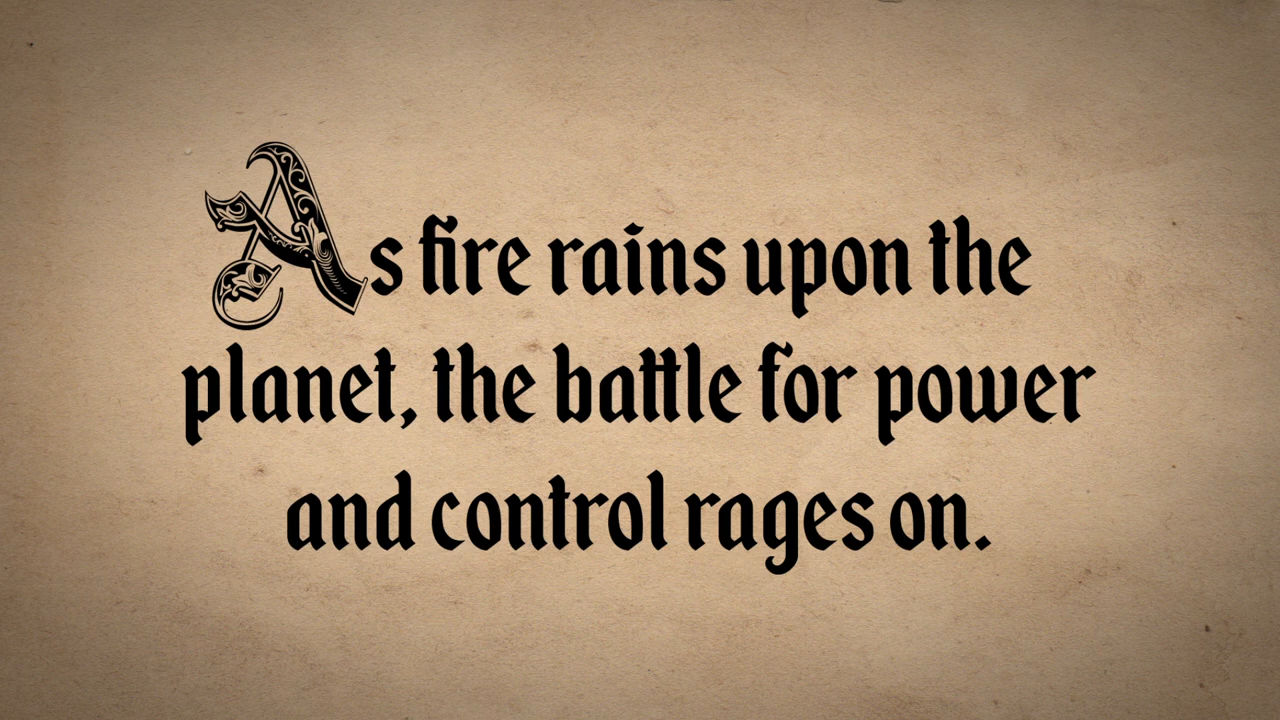 As fire rains upon the
planet, the battle for power
and control rages on.